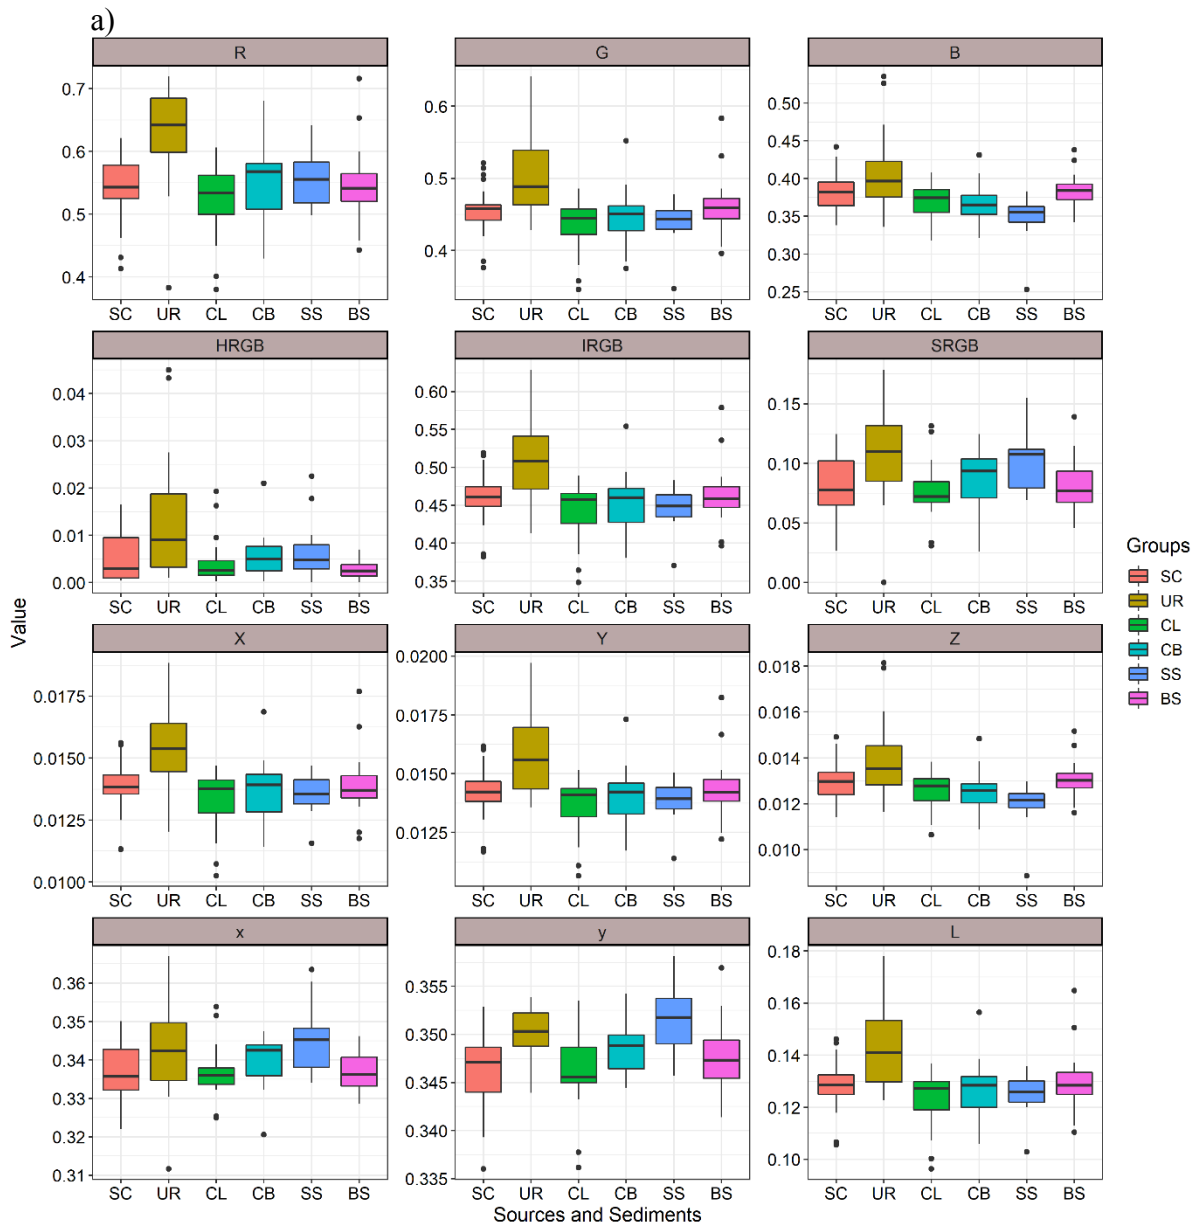 a)
R G B
0.7 0.6 0.5 0.4
0.6 0.5 0.4
0.50 0.45 0.40 0.35 0.30 0.25
SC UR CL CB SS BS SC UR CL CB SS BS SC UR CL CB SS BS
HRGB IRGB SRGB
0.04 0.03 0.02 0.01 0.00
0.60 0.55 0.50 0.45 0.40 0.35
0.15 0.10 0.05 0.00
SC UR CL CB SS BS SC UR CL CB SS BS SC UR CL CB SS BS
X Y Z
0.0175 0.0150 0.0125 0.0100
0.0200 0.0175 0.0150 0.0125
0.018 0.016 0.014 0.012 0.010
SC UR CL CB SS BS SC UR CL CB SS BS SC UR CL CB SS BS
x y L
0.36 0.35 0.34 0.33 0.32 0.31
0.355 0.350 0.345 0.340 0.335
0.18 0.16 0.14 0.12 0.10
SC UR CL CB SS BS SC UR CL CB SS BS SC UR CL CB SS BS
Value
Sources and Sediments
Groups
SC
UR
CL
CB
SS
BS